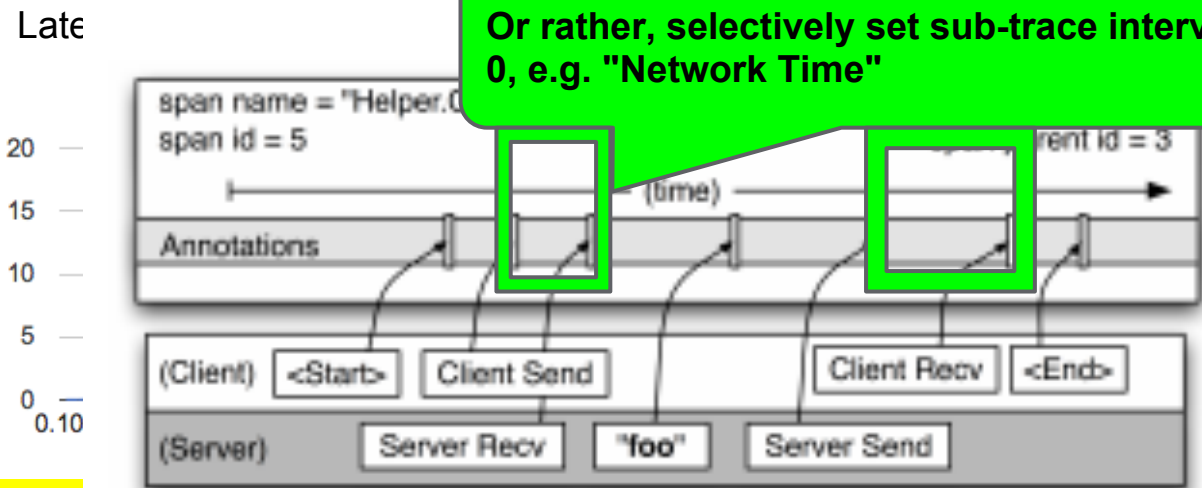 Late
Or rather, selectively set sub-trace interv
0, e.g. "Network Time"
span name = "Helper.
span id = 5
rent id = 3
(time)
Annotations
20
15
10
5
0
0.10
(Client)
<Start>
Client Send
Client Recv
<End>
(Server)
Server Recv
"foo"
Server Send